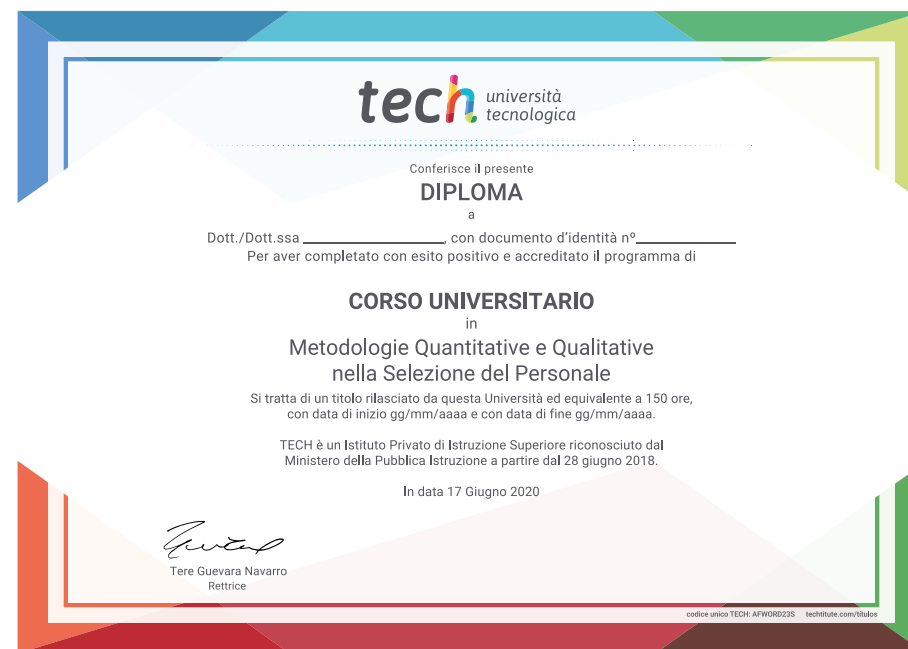 tech università
tecnologica
Conferisce il presente
DIPLOMA
a
Dott./Dott.ssa ____________________, con documento d'identità nº______________
Per aver completato con esito positivo e accreditato il programma di
CORSO UNIVERSITARIO
in
Metodologie Quantitative e Qualitative
nella Selezione del Personale
Si tratta di un titolo rilasciato da questa Università ed equivalente a 150 ore,
con data di inizio gg/mm/aaaa e con data di fine gg/mm/aaaa.
TECH è un Istituto Privato di Istruzione Superiore riconosciuto dal
Ministero della Pubblica Istruzione a partire dal 28 giugno 2018.
In data 17 Giugno 2020
Tere Guevara Navarro
Rettrice
codice unico TECH: AFWORD23S techtitute.com/titulos